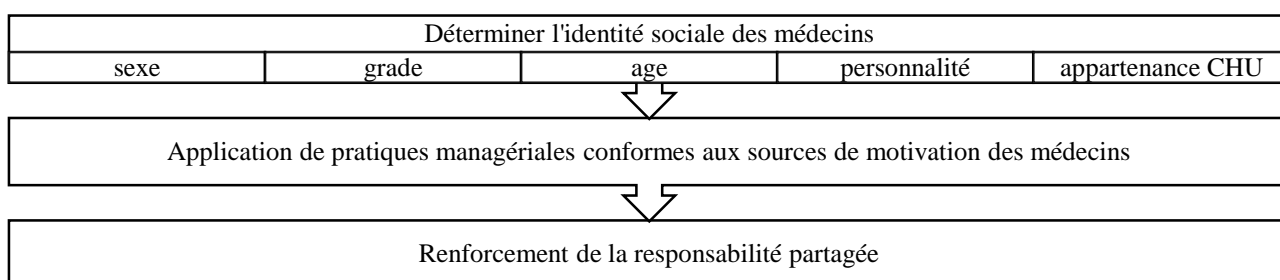 Déterminer l'identité sociale des médecins
sexe grade age personnalité appartenance CHU
Application de pratiques managériales conformes aux sources de motivation des médecins
Renforcement de la responsabilité partagée